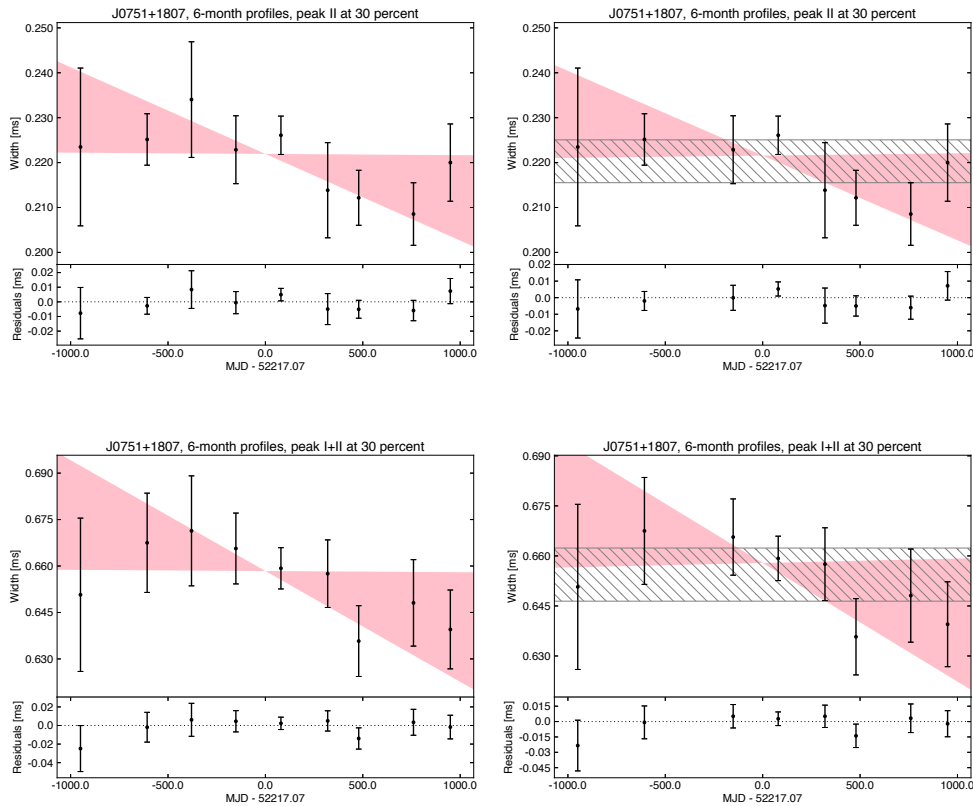 J0751+1807, 6-month profiles, peak II at 30 percent
0.250
0.240
0.230
0.220
0.210
0.200
Width [ms]
0.02
0.01
0.0
-0.01
-0.02
Residuals [ms]
-1000.0 -500.0 0.0 500.0 1000.0
MJD - 52217.07
J0751+1807, 6-month profiles, peak II at 30 percent
0.250
0.240
0.230
0.220
0.210
0.200
Width [ms]
0.02
0.01
0.0
-0.01
-0.02
Residuals [ms]
-1000.0 -500.0 0.0 500.0 1000.0
MJD - 52217.07
J0751+1807, 6-month profiles, peak I+II at 30 percent
0.690
0.675
0.660
0.645
0.630
Width [ms]
0.02
0.0
-0.02
-0.04
Residuals [ms]
-1000.0 -500.0 0.0 500.0 1000.0
MJD - 52217.07
J0751+1807, 6-month profiles, peak I+II at 30 percent
0.690
0.675
0.660
0.645
0.630
Width [ms]
0.015
0.0
-0.015
-0.03
-0.045
Residuals [ms]
-1000.0 -500.0 0.0 500.0 1000.0
MJD - 52217.07